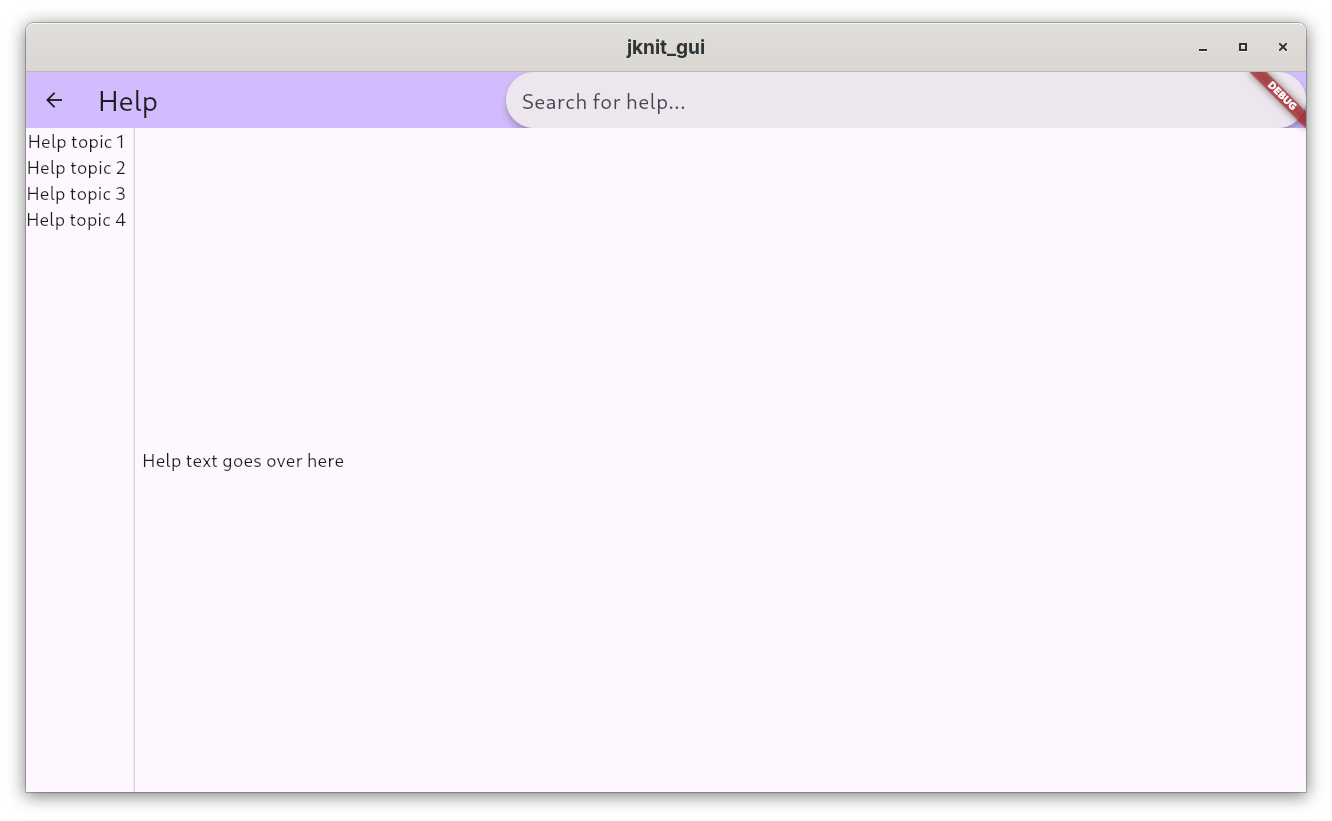 jknit_gui
Help
Search for help...
DEBUG
Help topic 1
Help topic 2
Help topic 3
Help topic 4
Help text goes over here